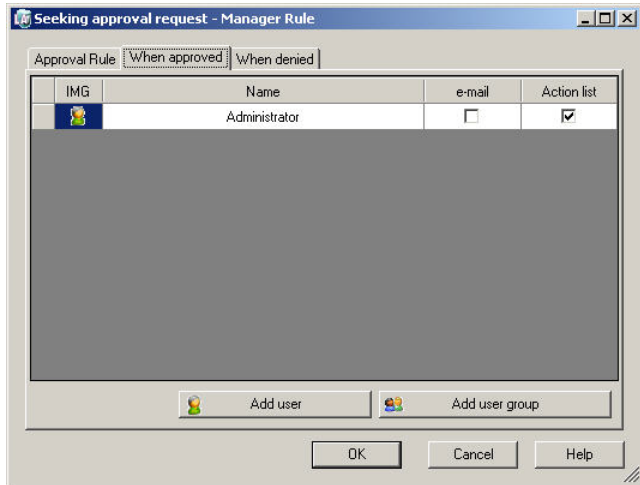 Seeking approval request - Manager Rule
Approval Rule When approved When denied
IMG Name e-mail Action list
Administrator
Add user Add user group
OK Cancel Help